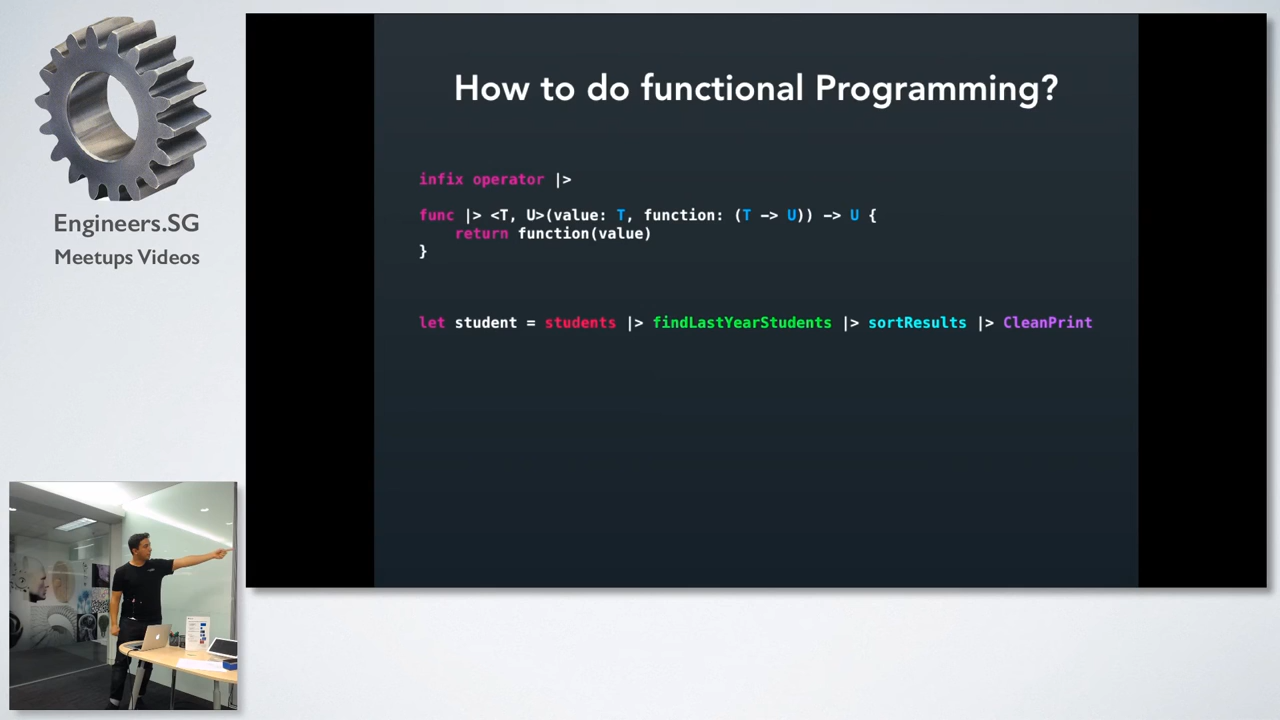 Engineers.SG
Meetups Videos
How to do functional Programming?
infix operator |>
func |> <T, U>(value: T, function: (T -> U)) -> U {
return function(value)
}
let student = students |> findLastYearStudents |> sortResults |> CleanPrint